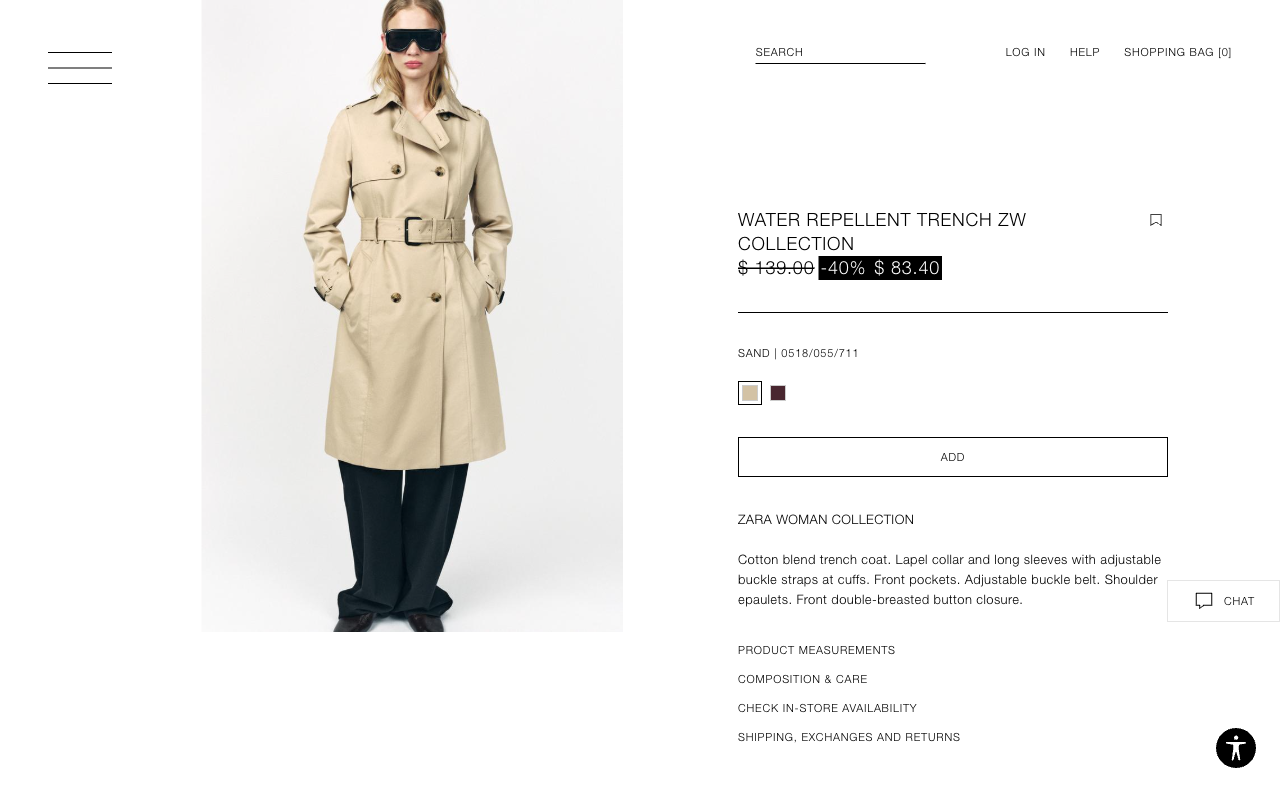 SEARCH
LOG IN
HELP
SHOPPING BAG [0]
WATER REPELLENT TRENCH ZW
COLLECTION
$ 139.00 -40% $ 83.40
SAND | 0518/055/711
ADD
ZARA WOMAN COLLECTION
Cotton blend trench coat. Lapel collar and long sleeves with adjustable
buckle straps at cuffs. Front pockets. Adjustable buckle belt. Shoulder
epaulets. Front double-breasted button closure.
CHAT
PRODUCT MEASUREMENTS
COMPOSITION & CARE
CHECK IN-STORE AVAILABILITY
SHIPPING, EXCHANGES AND RETURNS